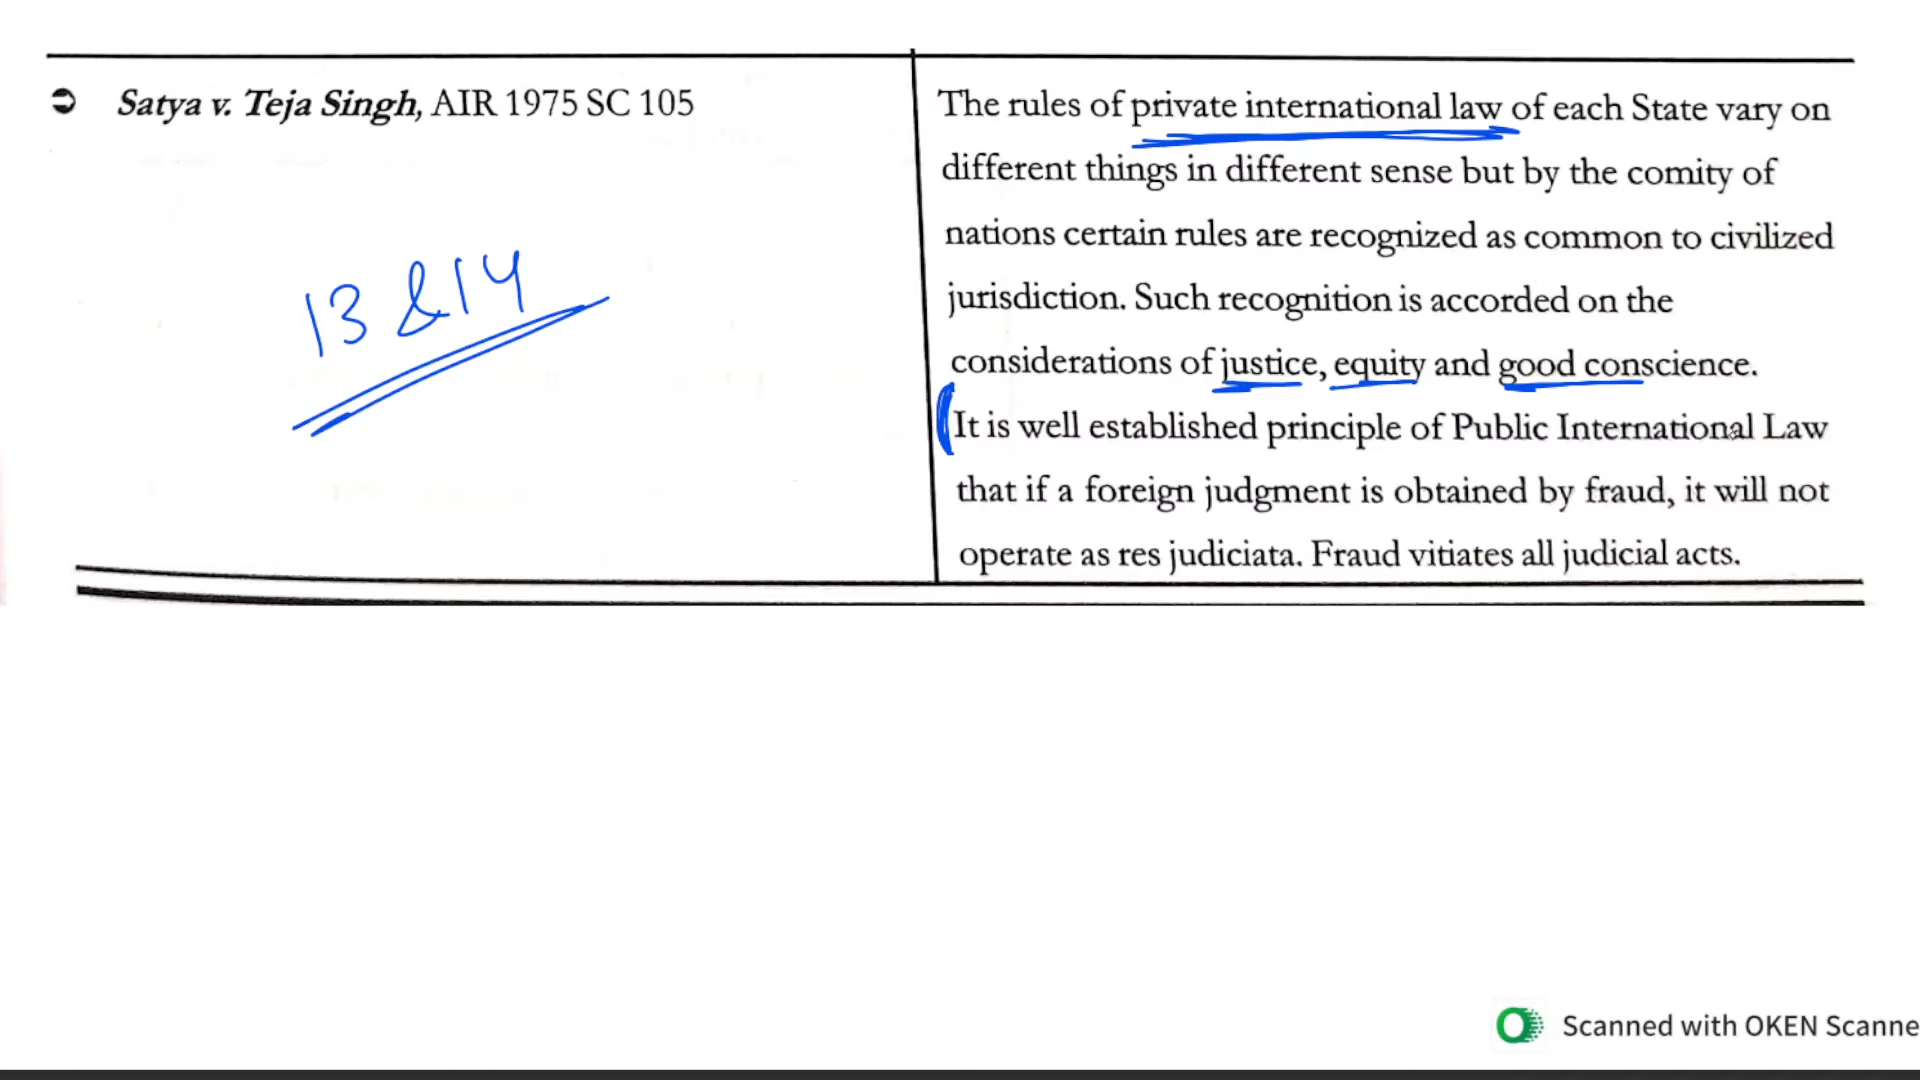 ➲ Satya v. Teja Singh, AIR 1975 SC 105
13 & 14
The rules of private international law of each State vary on
different things in different sense but by the comity of
nations certain rules are recognized as common to civilized
jurisdiction. Such recognition is accorded on the
considerations of justice, equity and good conscience.
It is well established principle of Public International Law
that if a foreign judgment is obtained by fraud, it will not
operate as res judiciata. Fraud vitiates all judicial acts.
Scanned with OKEN Scanne